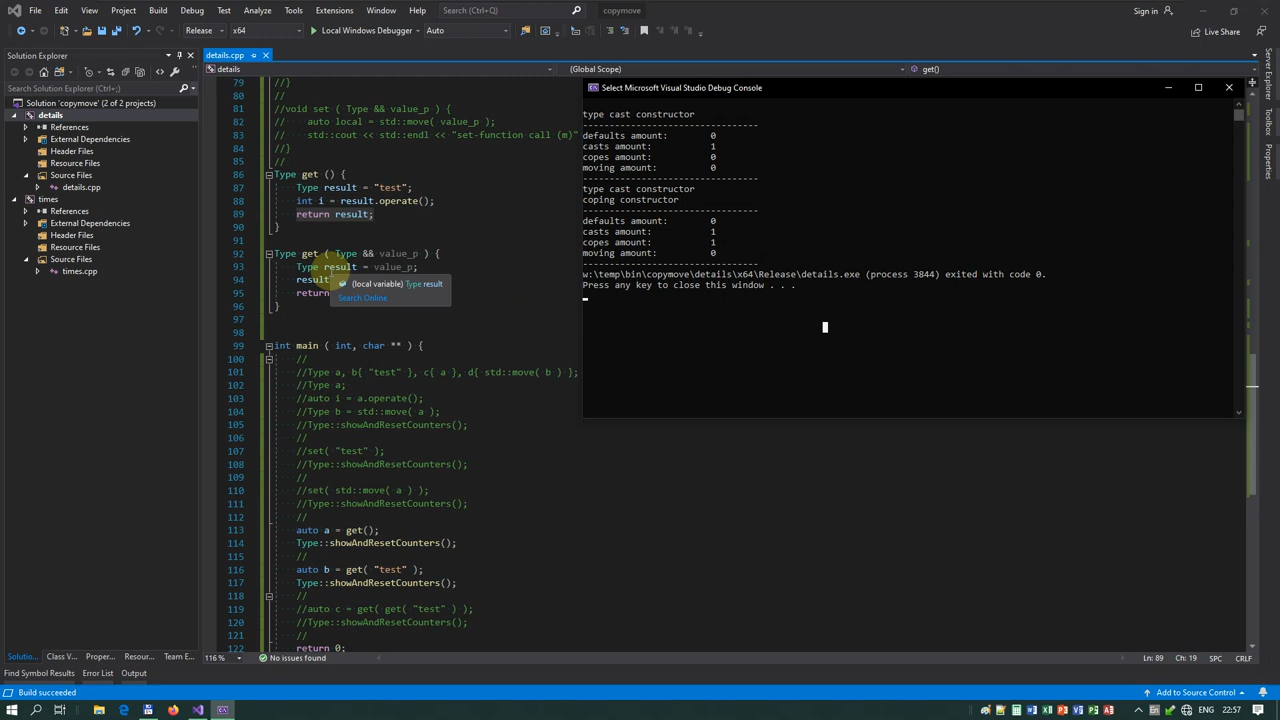 File Edit View Project Build Debug Test Analyze Tools Extensions Window Help Search (Ctrl+Q) copymove Sign in
Release x64 Local Windows Debugger Auto Live Share
Solution Explorer
Search Solution Explorer (Ctrl+ж)
Solution 'copymove' (2 of 2 projects)
details
References
External Dependencies
Header Files
Resource Files
Source Files
details.cpp
times
References
External Dependencies
Header Files
Resource Files
Source Files
times.cpp
Solutio... Class V... Proper... Resour... Team E...
details.cpp
details (Global Scope) get()
79 //}
80 //
81 //void set ( Type && value_p ) {
82 // auto local = std::move( value_p );
83 // std::cout << std::endl << "set-function call (m)"
84 //}
85 //
86 Type get () {
87 Type result = "test";
88 int i = result.operate();
89 return result;
90 }
91
92 Type get ( Type && value_p ) {
93 Type result = value_p;
94 result
95 return
96 }
97
98
99 int main ( int, char ** ) {
100 //
101 //Type a, b{ "test" }, c{ a }, d{ std::move( b ) };
102 //Type a;
103 //auto i = a.operate();
104 //Type b = std::move( a );
105 //Type::showAndResetCounters();
106 //
107 //set( "test" );
108 //Type::showAndResetCounters();
109 //
110 //set( std::move( a ) );
111 //Type::showAndResetCounters();
112 //
113 auto a = get();
114 Type::showAndResetCounters();
115 //
116 auto b = get( "test" );
117 Type::showAndResetCounters();
118 //
119 //auto c = get( get( "test" ) );
120 //Type::showAndResetCounters();
121 //
122 return 0;
(local variable) Type result
Search Online
Select Microsoft Visual Studio Debug Console
type cast constructor
--------------------------------
defaults amount: 0
casts amount: 1
copes amount: 0
moving amount: 0
--------------------------------
type cast constructor
coping constructor
--------------------------------
defaults amount: 0
casts amount: 1
copes amount: 1
moving amount: 0
--------------------------------
w:\temp\bin\copymove\details\x64\Release\details.exe (process 3844) exited with code 0.
Press any key to close this window . . .
Server Explorer
Toolbox
Test Explorer
116 % No issues found Ln: 89 Ch: 19 SPC CRLF
Find Symbol Results Error List Output
Build succeeded Add to Source Control
ENG 22:57